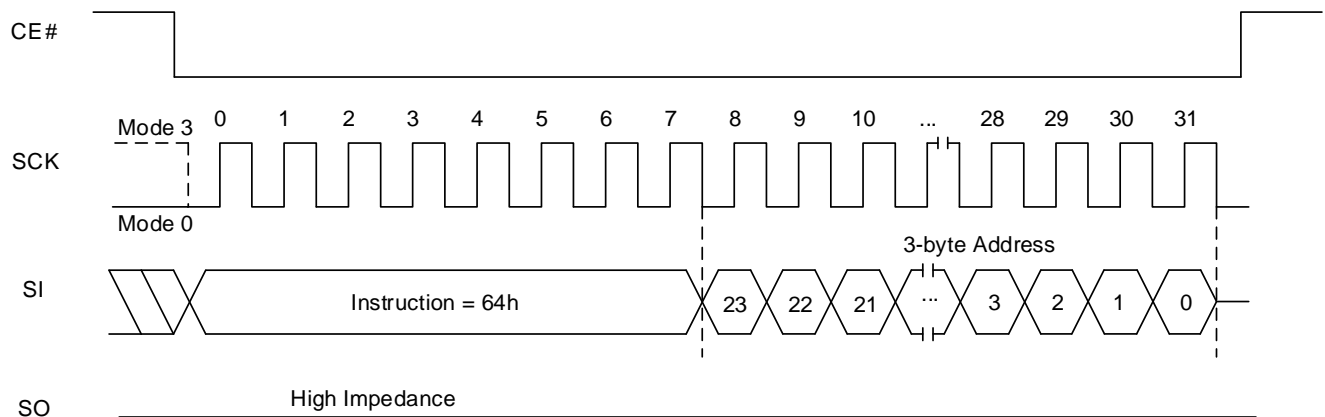 CE#
0 1 2 3 4 5 6 7 8 9 10 ... 28 29 30 31
Mode 3
SCK
Mode 0
3-byte Address
SI
Instruction = 64h 23 22 21 ... 3 2 1 0
High Impedance
SO